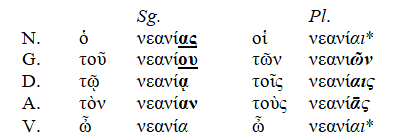 Sg. Pl.
N. ὁ νεανίας οἱ νεανίαι*
G. τοῦ νεανίου τῶν νεανιῶν
D. τῷ νεανίᾳ τοῖς νεανίαις
A. τὸν νεανίαν τοὺς νεανίᾱς
V. ὦ νεανία ὦ νεανίαι*